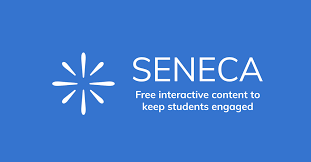 SENECA
Free interactive content to
keep students engaged